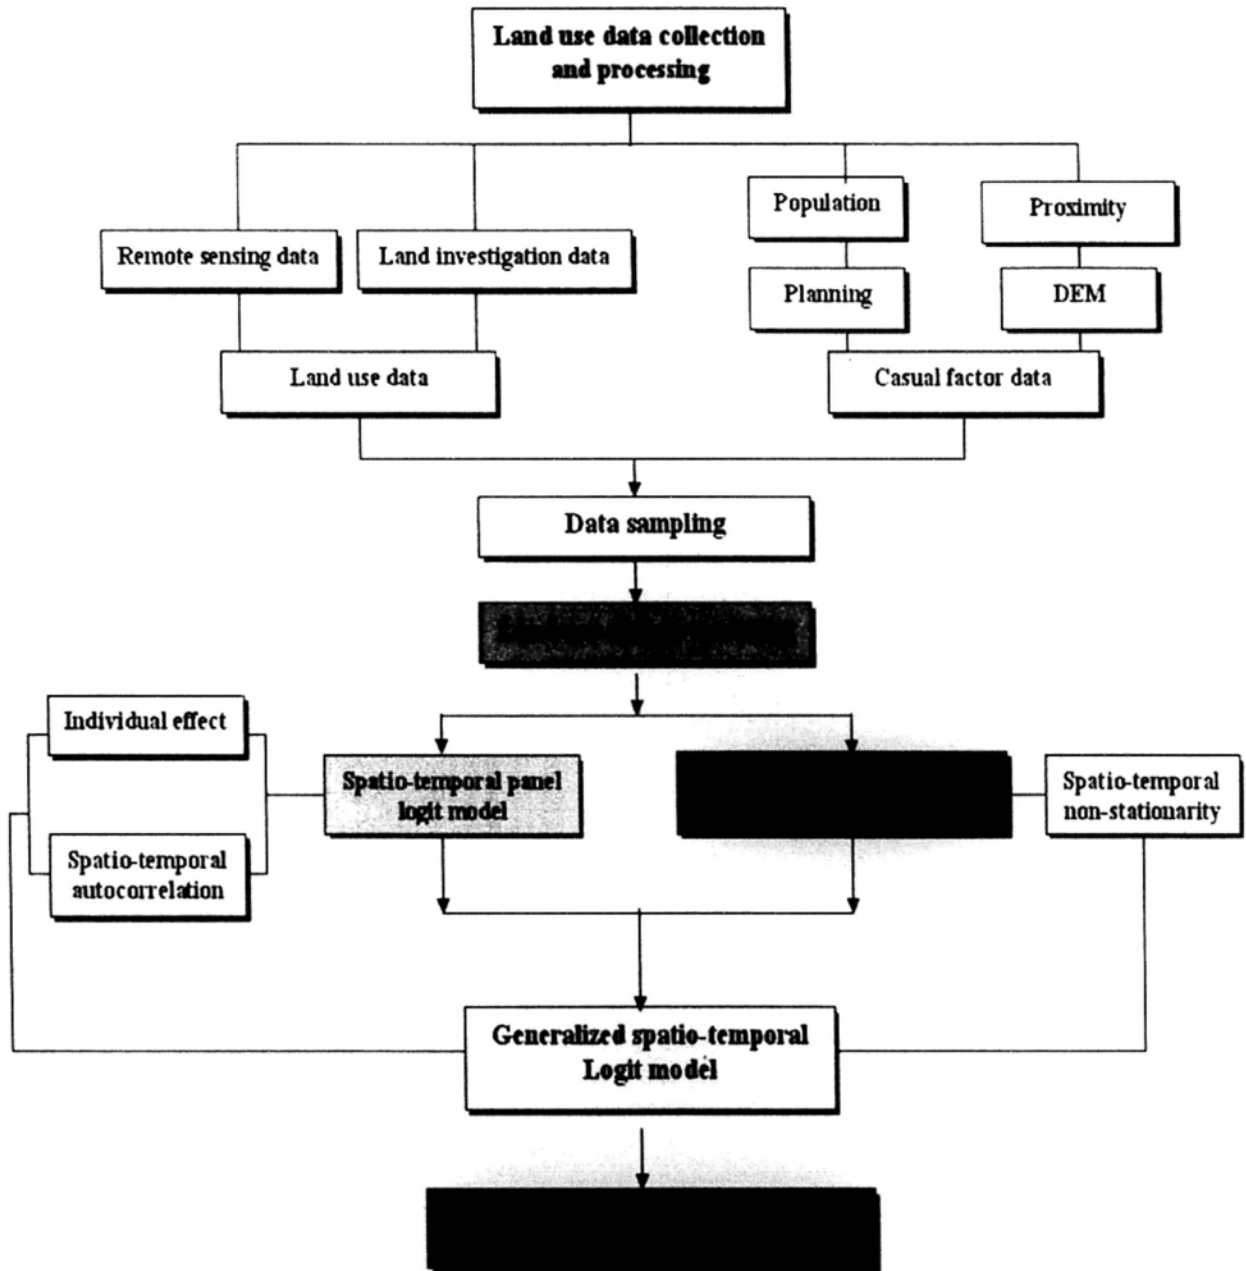 Land use data collection
and processing
Population
Proximity
Remote sensing data
Land investigation data
Planning
DEM
Land use data
Casual factor data
Data sampling
Individual effect
Spatio-temporal panel
logit model
Spatio-temporal
non-stationarity
Spatio-temporal
autocorrelation
Generalized spatio-temporal
Logit model